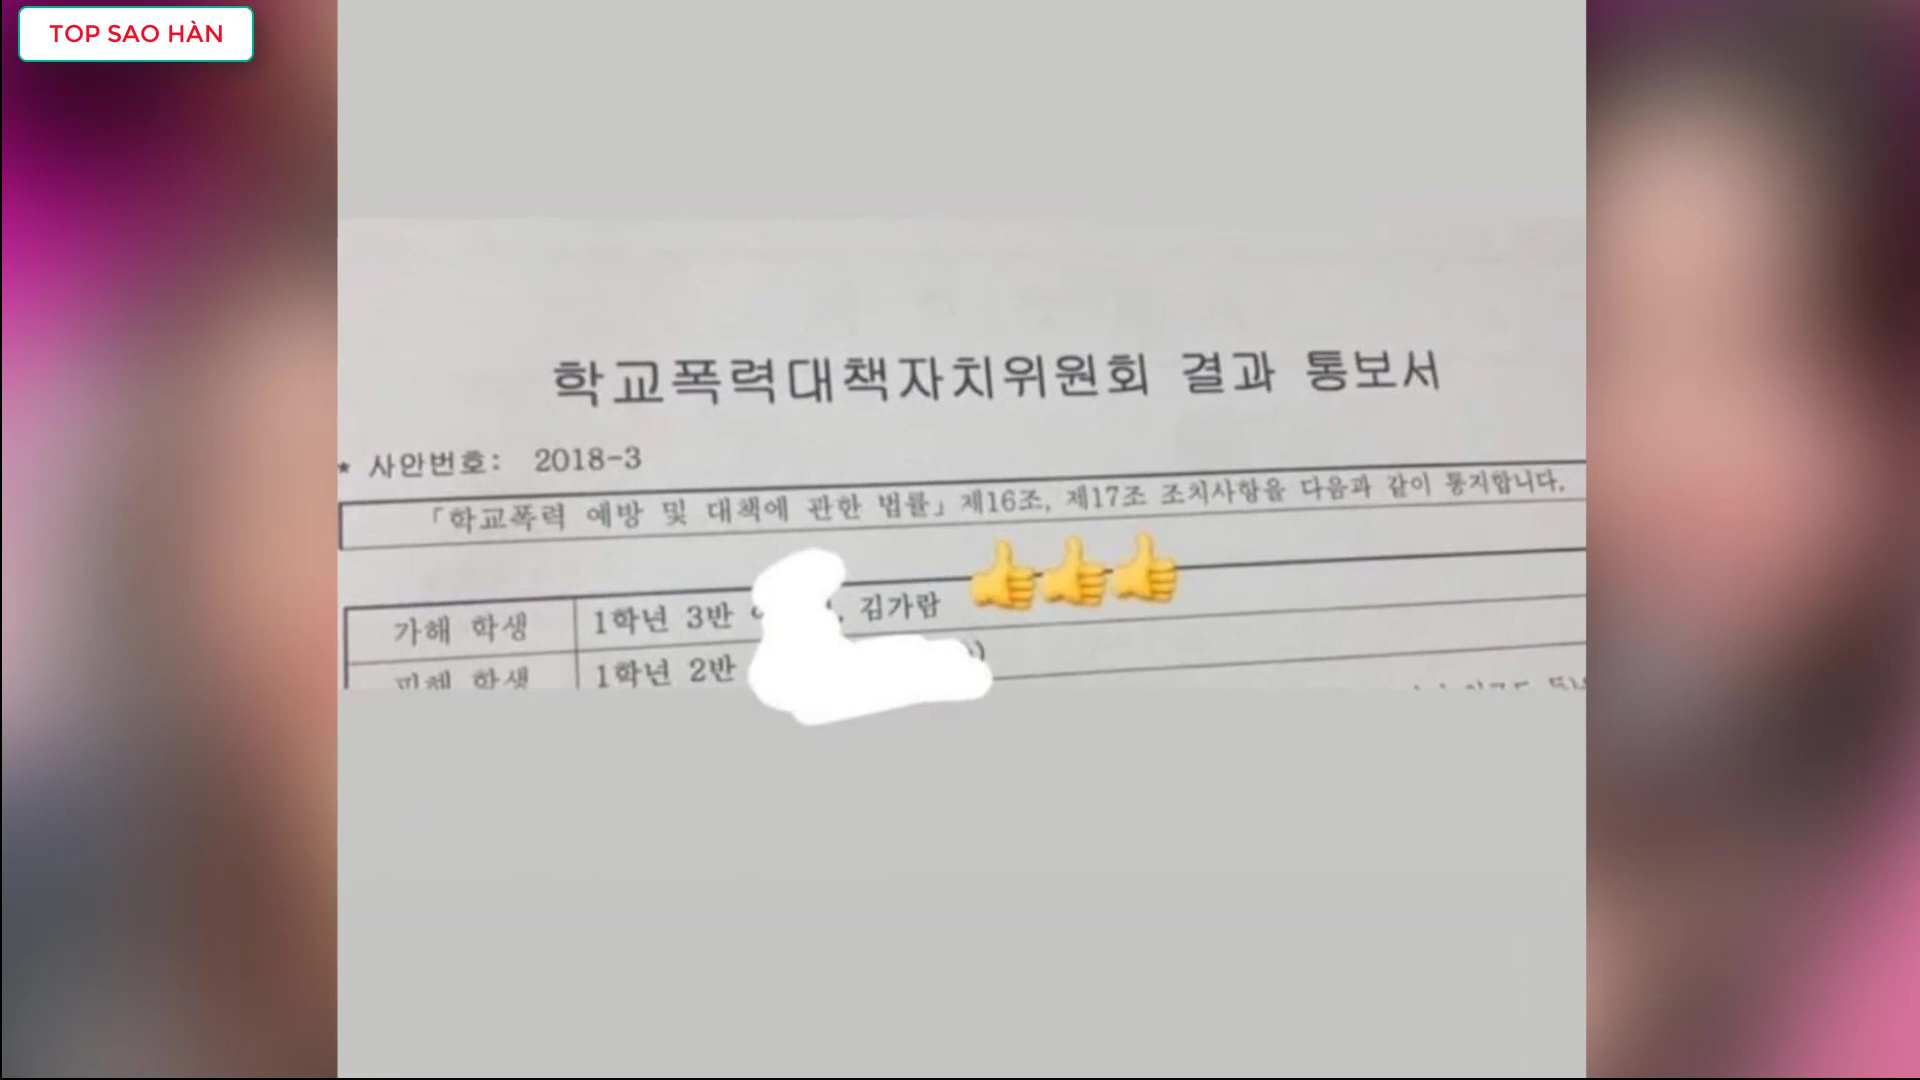 TOP SAO HÀN
학교폭력대책자치위원회 결과 통보서
* 사안번호: 2018-3
「학교폭력 예방 및 대책에 관한 법률」 제16조, 제17조 조치사항을 다음과 같이 통지합니다.
가해 학생 1학년 3반 김가람
피해 학생 1학년 2반